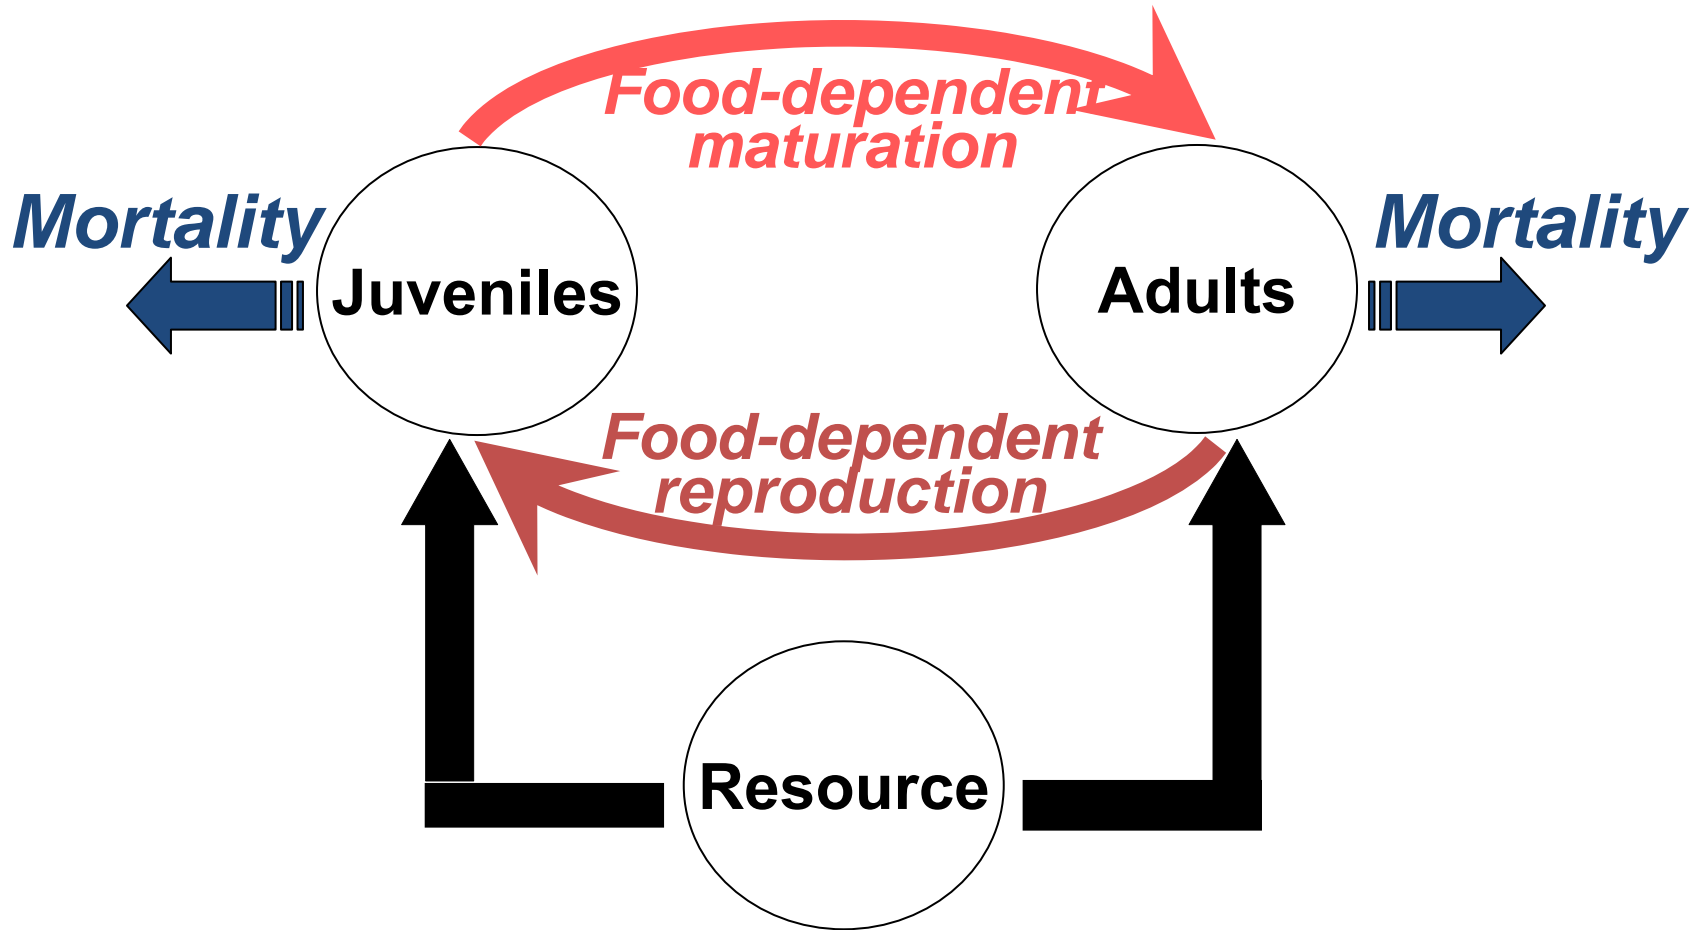 Food-dependent
maturation
Mortality
Mortality
Juveniles
Adults
Food-dependent
reproduction
Resource